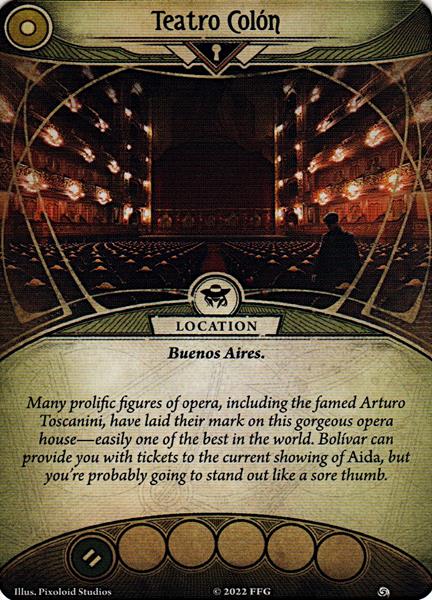 Teatro Colón
LOCATION
Buenos Aires.
Many prolific figures of opera, including the famed Arturo
Toscanini, have laid their mark on this gorgeous opera
house—easily one of the best in the world. Bolívar can
provide you with tickets to the current showing of Aida, but
you’re probably going to stand out like a sore thumb.
Illus. Pixoloid Studios
© 2022 FFG